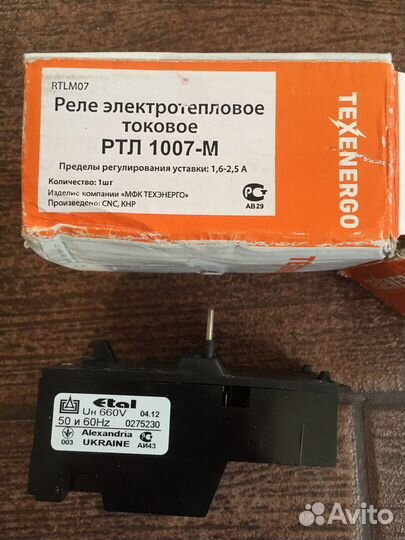 RTLM07
Реле электротепловое
токовое
РТЛ 1007-М
Пределы регулирования уставки: 1,6-2,5 А
Количество: 1шт
Изделие компании «МФК ТЕХЭНЕРГО»
Произведено: CNC, КНР
АВ29
TEXENERGO
Etal
Uн 660V 04.12
50 и 60Hz 0275230
Alexandria
003 UKRAINE АИ43
Avito